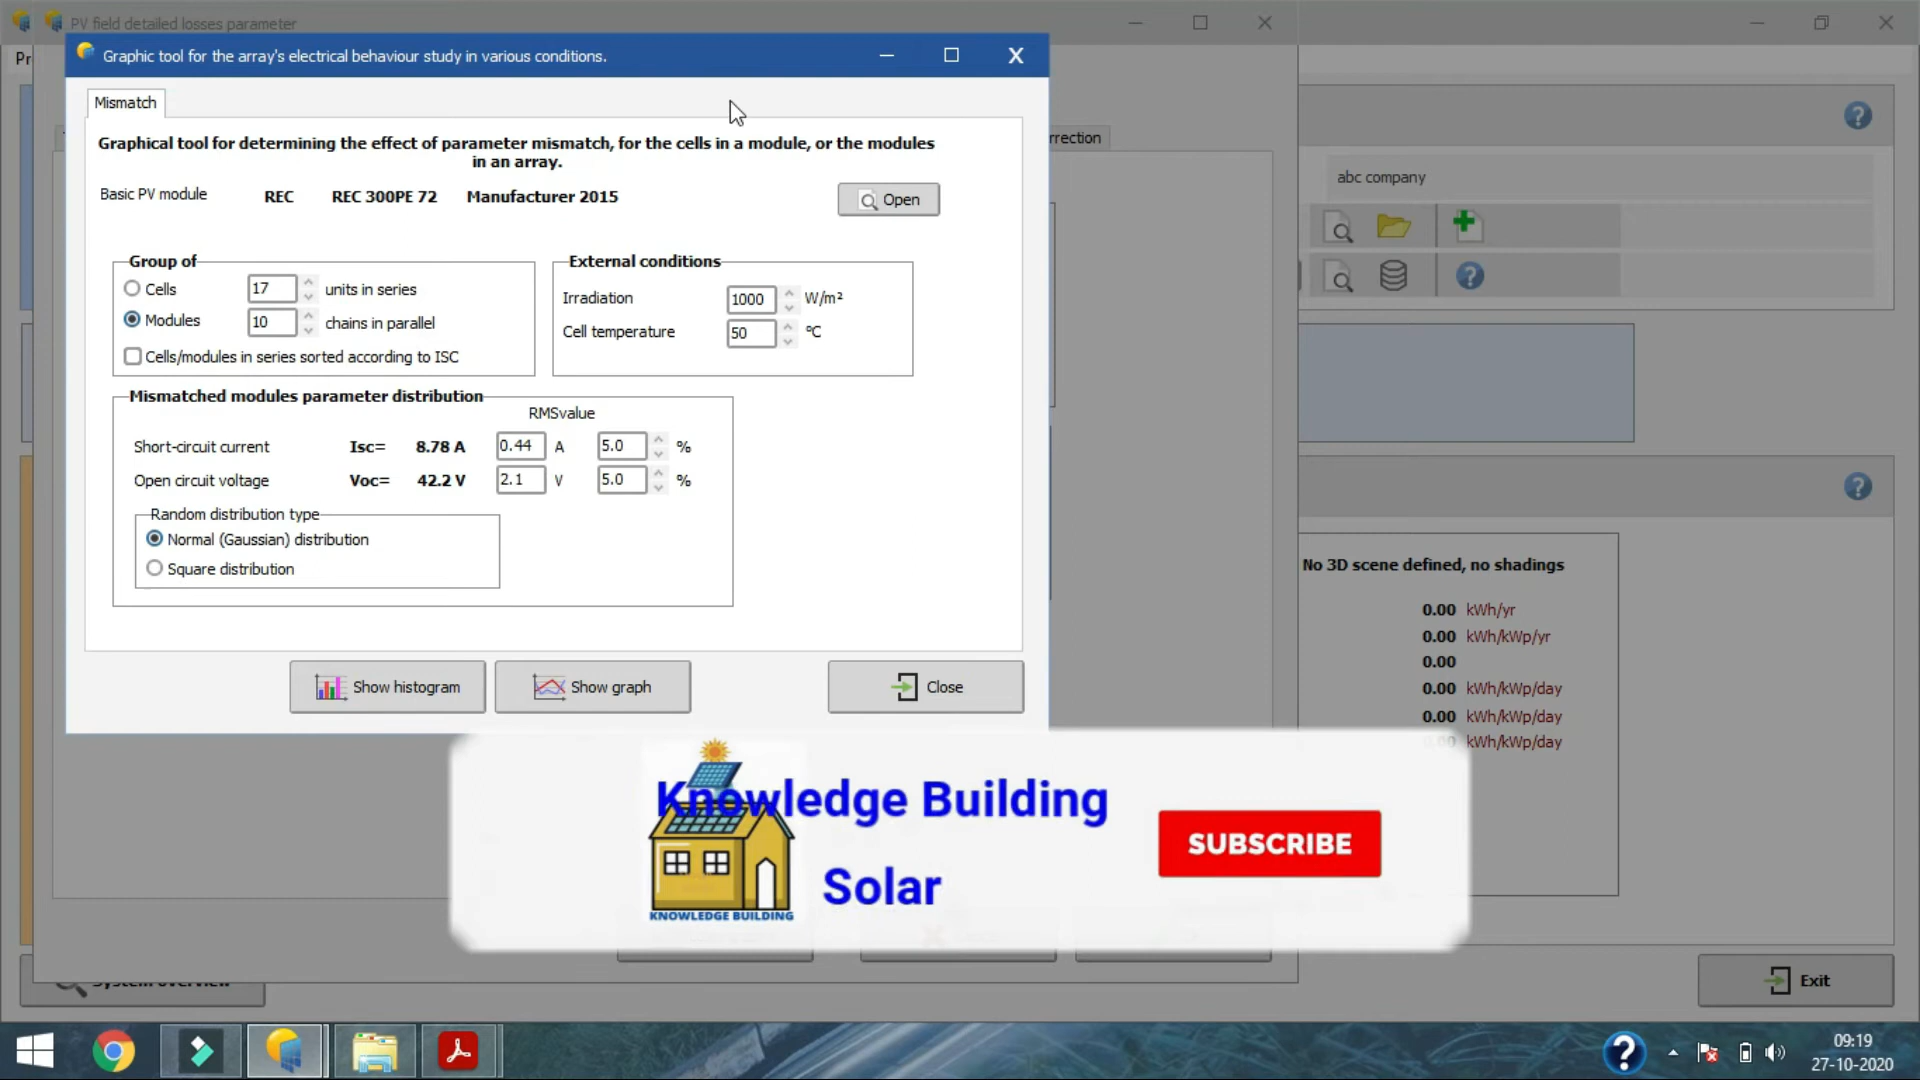 PV field detailed losses parameter
Pr
Graphic tool for the array's electrical behaviour study in various conditions.
Mismatch
rrection
Graphical tool for determining the effect of parameter mismatch, for the cells in a module, or the modules
in an array.
Basic PV module REC REC 300PE 72 Manufacturer 2015
Open
abc company
Group of
Cells 17 units in series
Modules 10 chains in parallel
Cells/modules in series sorted according to ISC
External conditions
Irradiation 1000 W/m²
Cell temperature 50 °C
Mismatched modules parameter distribution
RMSvalue
Short-circuit current Isc= 8.78 A 0.44 A 5.0 %
Open circuit voltage Voc= 42.2 V 2.1 V 5.0 %
Random distribution type
Normal (Gaussian) distribution
Square distribution
Show histogram
Show graph
Close
No 3D scene defined, no shadings
0.00 kWh/yr
0.00 kWh/kWp/yr
0.00
0.00 kWh/kWp/day
0.00 kWh/kWp/day
0.00 kWh/kWp/day
Knowledge Building
Solar
KNOWLEDGE BUILDING
SUBSCRIBE
System overview
Exit
09:19
27-10-2020